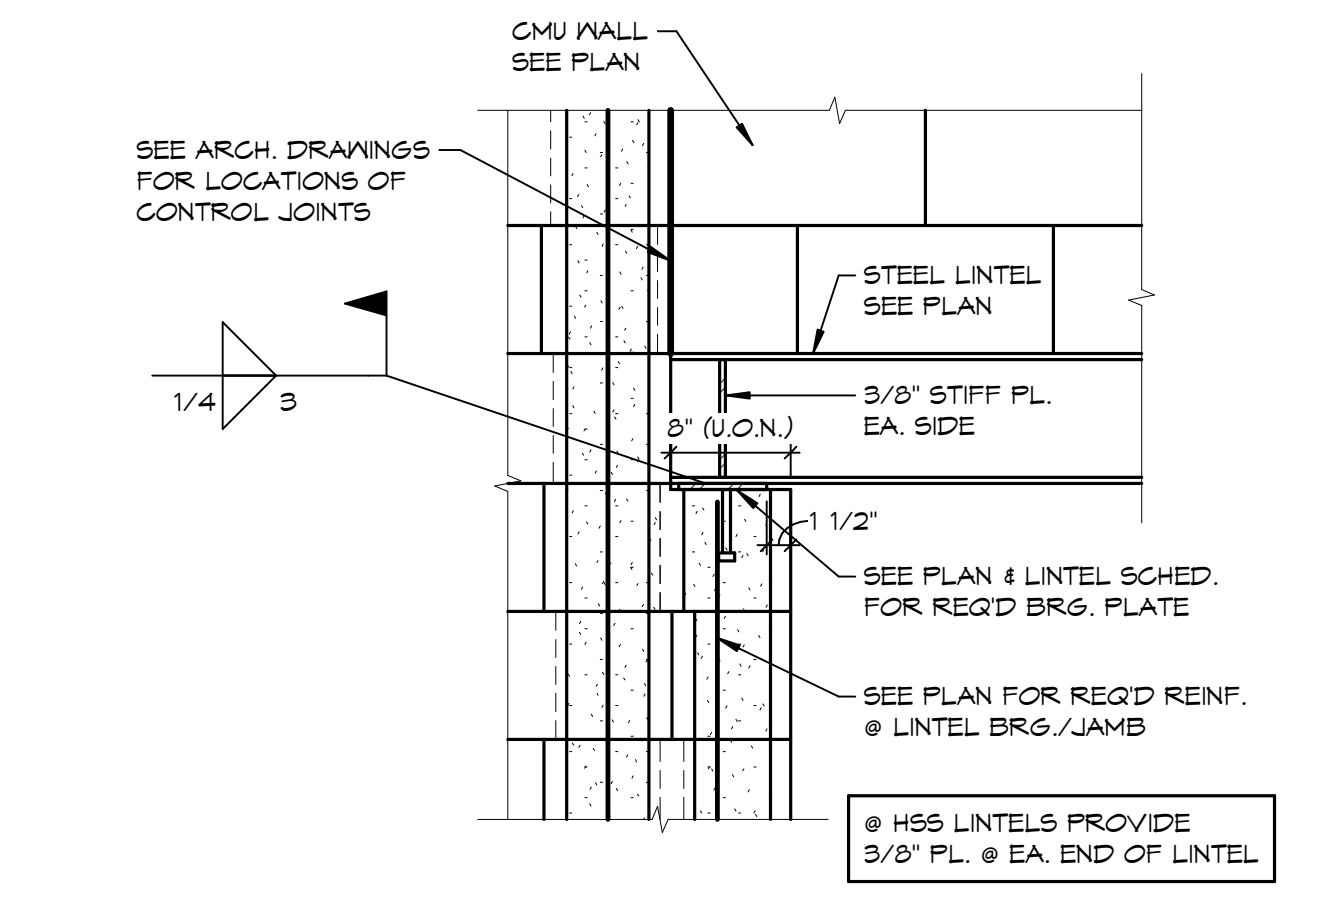 CMU WALL
SEE PLAN
SEE ARCH. DRAWINGS
FOR LOCATIONS OF
CONTROL JOINTS
STEEL LINTEL
SEE PLAN
1/4
3
3/8" STIFF PL.
EA. SIDE
8" (U.O.N.)
1 1/2"
SEE PLAN & LINTEL SCHED.
FOR REQ'D BRG. PLATE
SEE PLAN FOR REQ'D REINF.
@ LINTEL BRG./JAMB
@ HSS LINTELS PROVIDE
3/8" PL. @ EA. END OF LINTEL